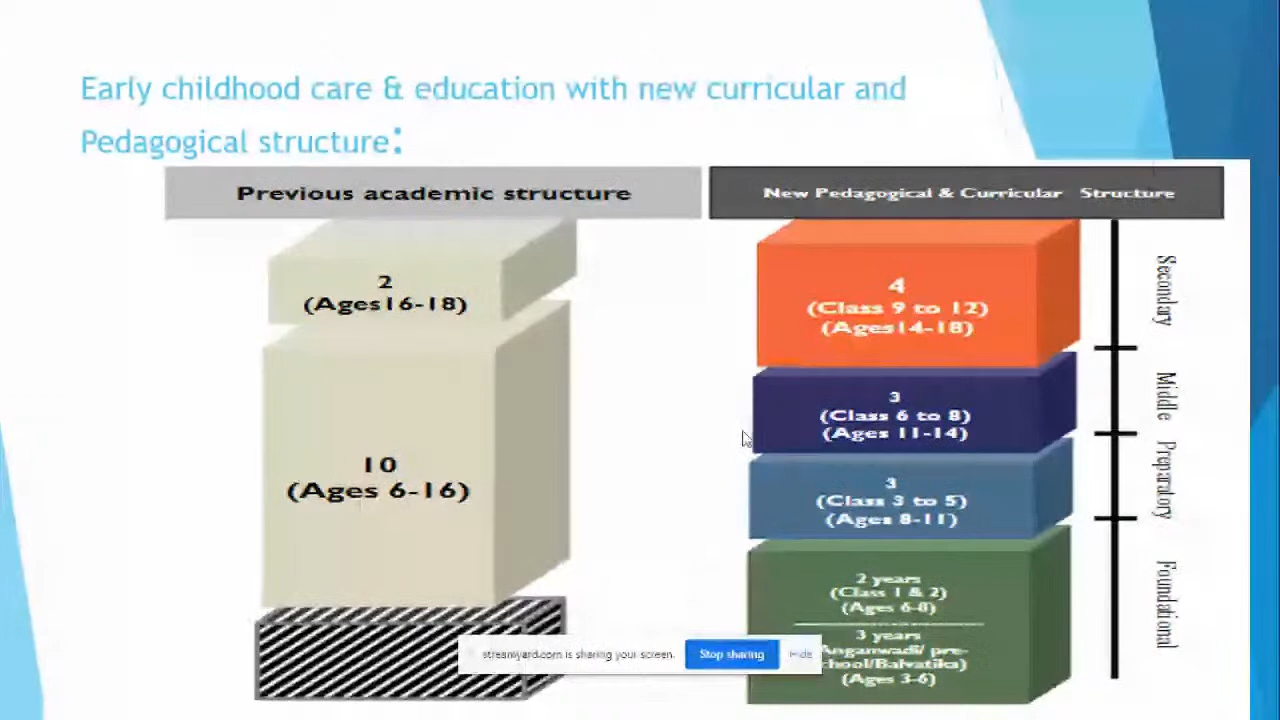 Early childhood care & education with new curricular and
Pedagogical structure:
Previous academic structure
2
(Ages16-18)
10
(Ages 6-16)
New Pedagogical & Curricular Structure
4
(Class 9 to 12)
(Ages14-18)
3
(Class 6 to 8)
(Ages 11-14)
3
(Class 3 to 5)
(Ages 8-11)
2 years
(Class 1 & 2)
(Ages 6-8)
3 years
Anganwadi/ pre-
chool/Balvatika)
(Ages 3-6)
Secondary
Middle
Preparatory
Foundational
streamyard.com is sharing your screen.
Stop sharing
Hide